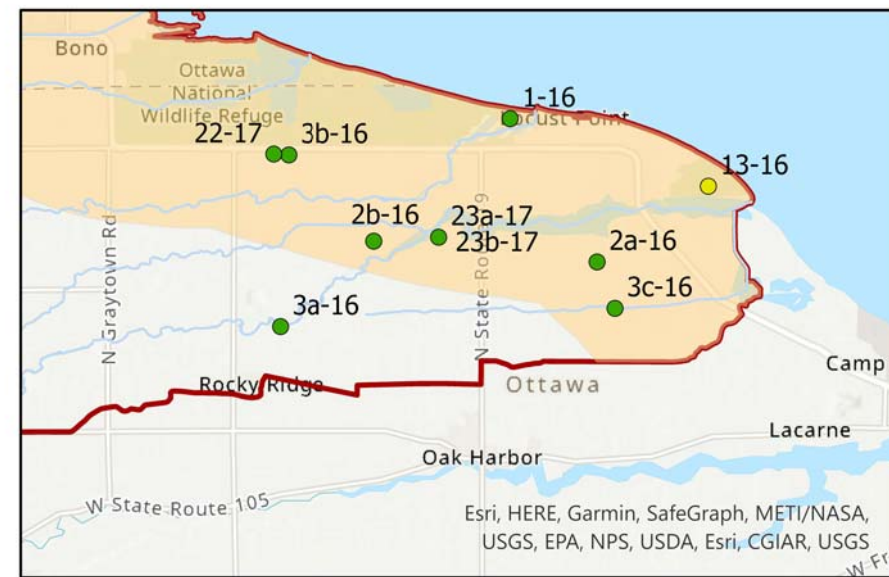 Bono
Ottawa
National
Wildlife Refuge
1-16
Locust Point
22-17
3b-16
13-16
2b-16
23a-17
23b-17
2a-16
3c-16
3a-16
N Graytown Rd
N State Route 19
Rocky Ridge
Ottawa
Camp
Lacarne
Oak Harbor
W State Route 105
Esri, HERE, Garmin, SafeGraph, METI/NASA,
USGS, EPA, NPS, USDA, Esri, CGIAR, USGS
W Fr